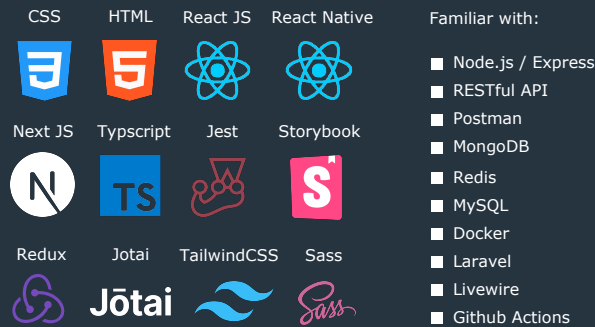 CSS HTML React JS React Native
Next JS Typscript Jest Storybook
TS S
Redux Jotai TailwindCSS Sass
Jōtai Sass
Familiar with:
Node.js / Express
RESTful API
Postman
MongoDB
Redis
MySQL
Docker
Laravel
Livewire
Github Actions